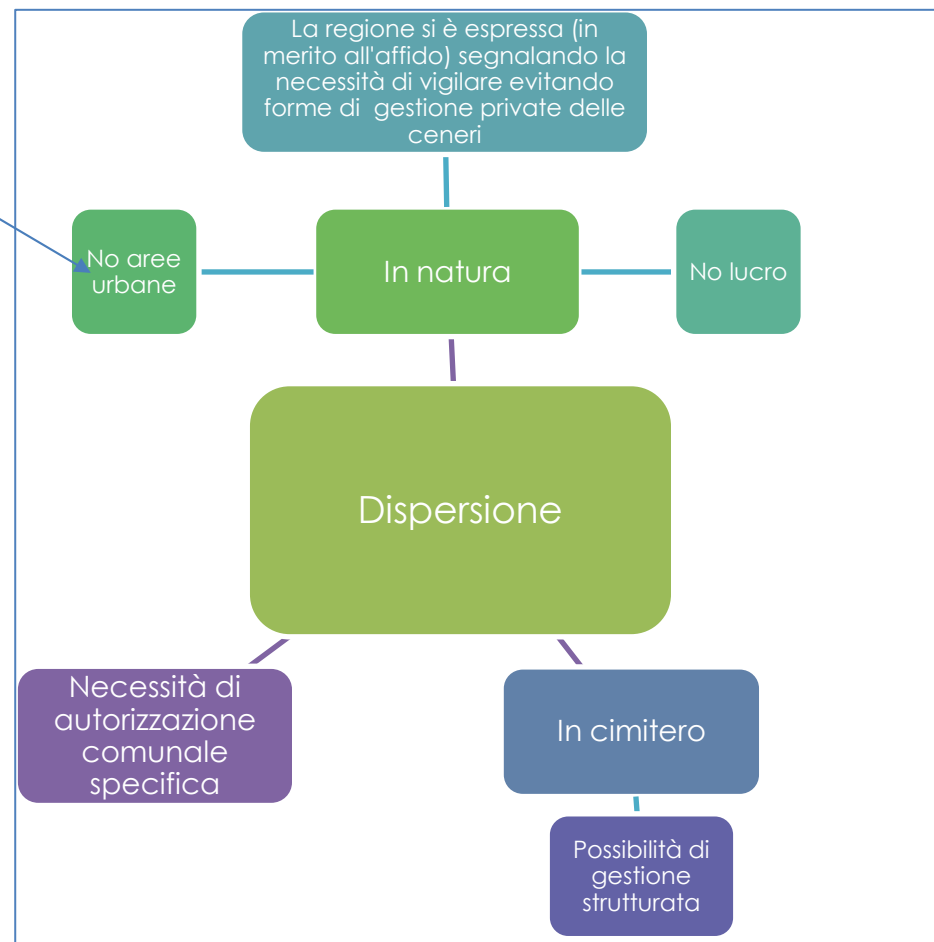 La regione si è espressa (in
merito all'affido) segnalando la
necessità di vigilare evitando
forme di gestione private delle
ceneri
No aree
urbane
In natura
No lucro
Dispersione
Necessità di
autorizzazione
comunale
specifica
In cimitero
Possibilità di
gestione
strutturata